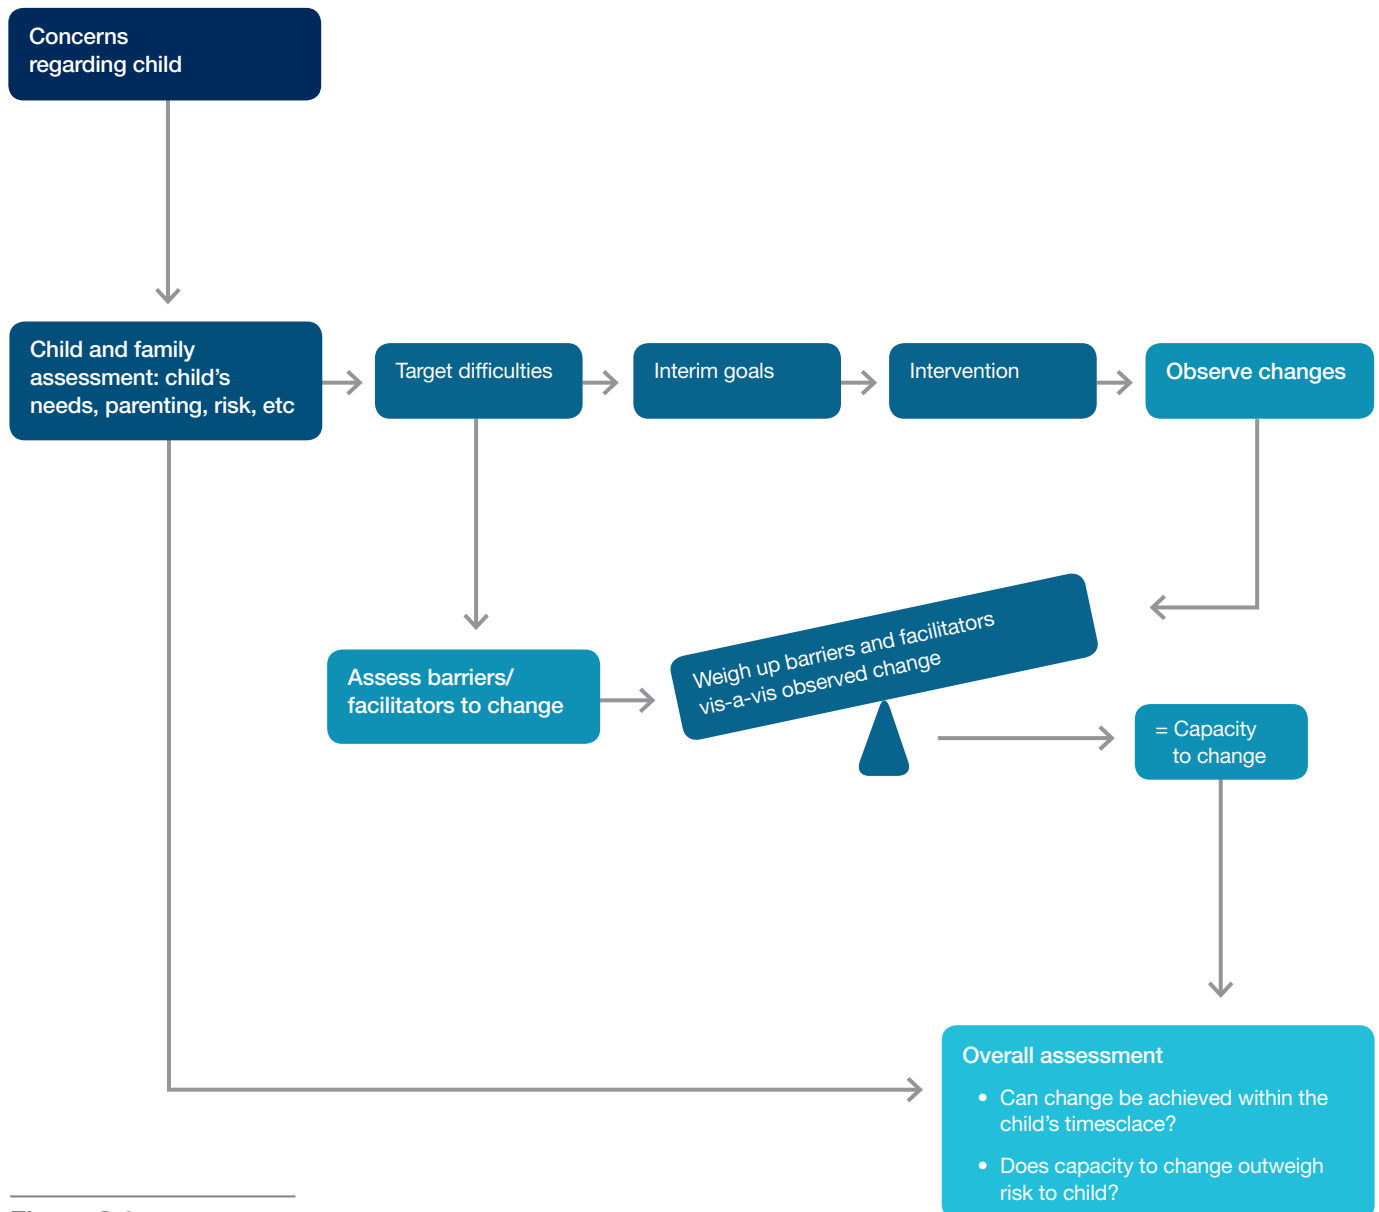 Concerns
regarding child
Child and family
assessment: child's
needs, parenting, risk, etc
Target difficulties
Interim goals
Intervention
Observe changes
Assess barriers/
facilitators to change
Weigh up barriers and facilitators
vis-a-vis observed change
= Capacity
to change
Overall assessment
• Can change be achieved within the
child's timesclace?
• Does capacity to change outweigh
risk to child?